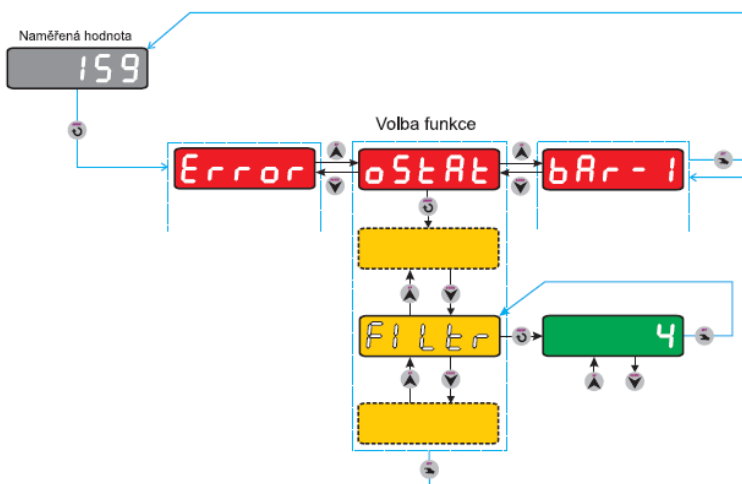 Naměřená hodnota
159
Volba funkce
Error
oStAt
bAr-1
FILtr
4